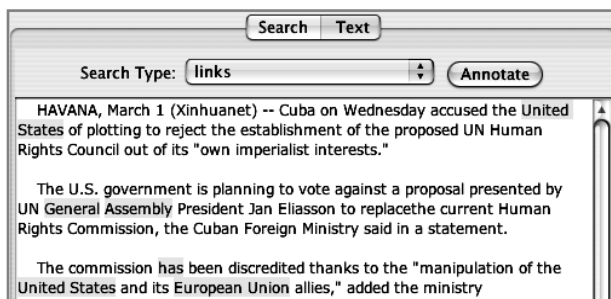 Search Text
Search Type: links Annotate
HAVANA, March 1 (Xinhuanet) -- Cuba on Wednesday accused the United
States of plotting to reject the establishment of the proposed UN Human
Rights Council out of its "own imperialist interests."
The U.S. government is planning to vote against a proposal presented by
UN General Assembly President Jan Eliasson to replacethe current Human
Rights Commission, the Cuban Foreign Ministry said in a statement.
The commission has been discredited thanks to the "manipulation of the
United States and its European Union allies," added the ministry